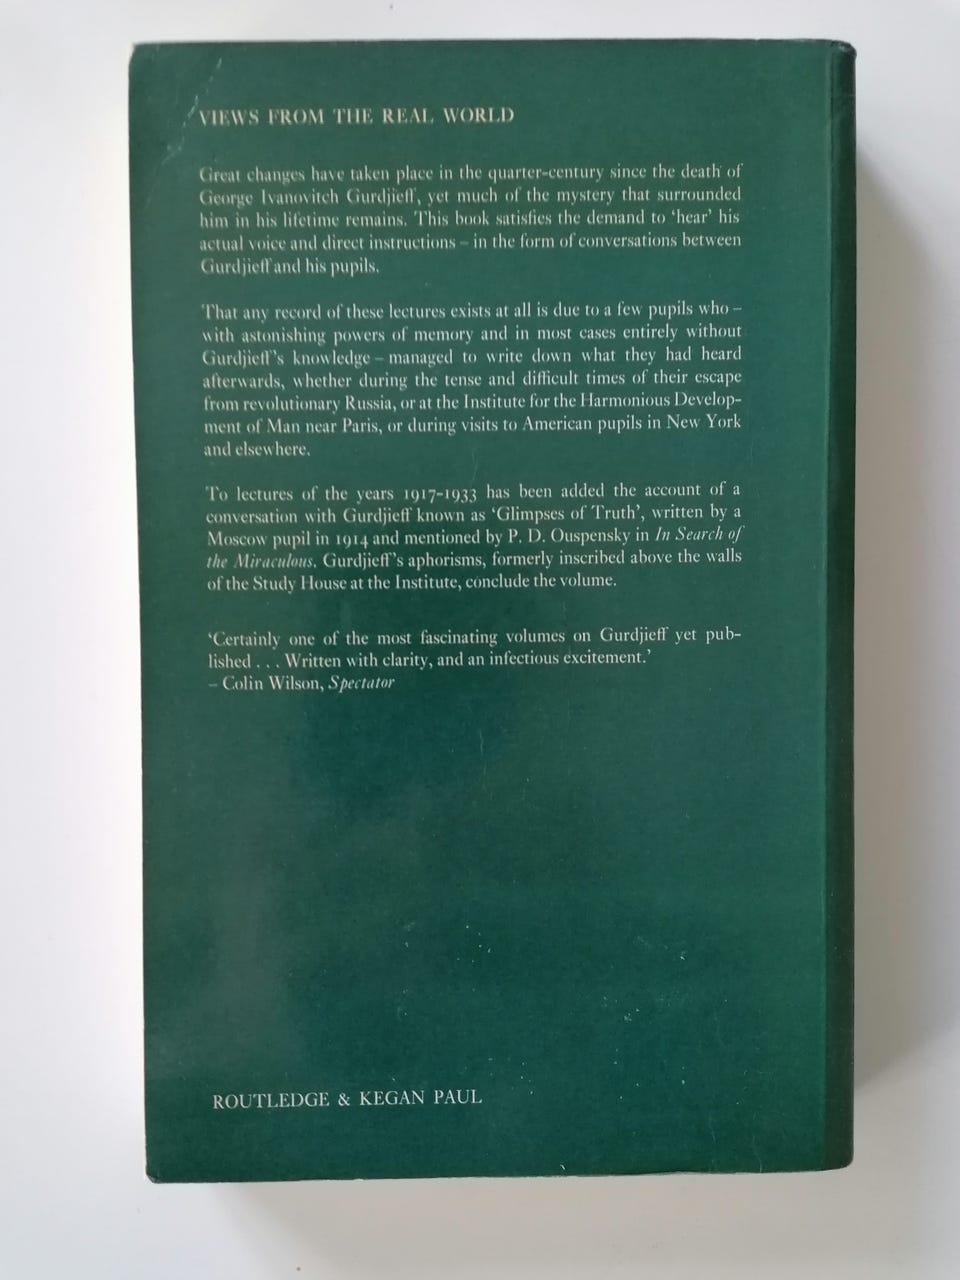 VIEWS FROM THE REAL WORLD
Great changes have taken place in the quarter-century since the death of
George Ivanovitch Gurdjieff, yet much of the mystery that surrounded
him in his lifetime remains. This book satisfies the demand to ‘hear’ his
actual voice and direct instructions – in the form of conversations between
Gurdjieff and his pupils.
That any record of these lectures exists at all is due to a few pupils who –
with astonishing powers of memory and in most cases entirely without
Gurdjieff’s knowledge – managed to write down what they had heard
afterwards, whether during the tense and difficult times of their escape
from revolutionary Russia, or at the Institute for the Harmonious Develop-
ment of Man near Paris, or during visits to American pupils in New York
and elsewhere.
To lectures of the years 1917-1933 has been added the account of a
conversation with Gurdjieff known as ‘Glimpses of Truth’, written by a
Moscow pupil in 1914 and mentioned by P. D. Ouspensky in In Search of
the Miraculous. Gurdjieff’s aphorisms, formerly inscribed above the walls
of the Study House at the Institute, conclude the volume.
‘Certainly one of the most fascinating volumes on Gurdjieff yet pub-
lished . . . Written with clarity, and an infectious excitement.’
– Colin Wilson, Spectator
ROUTLEDGE & KEGAN PAUL